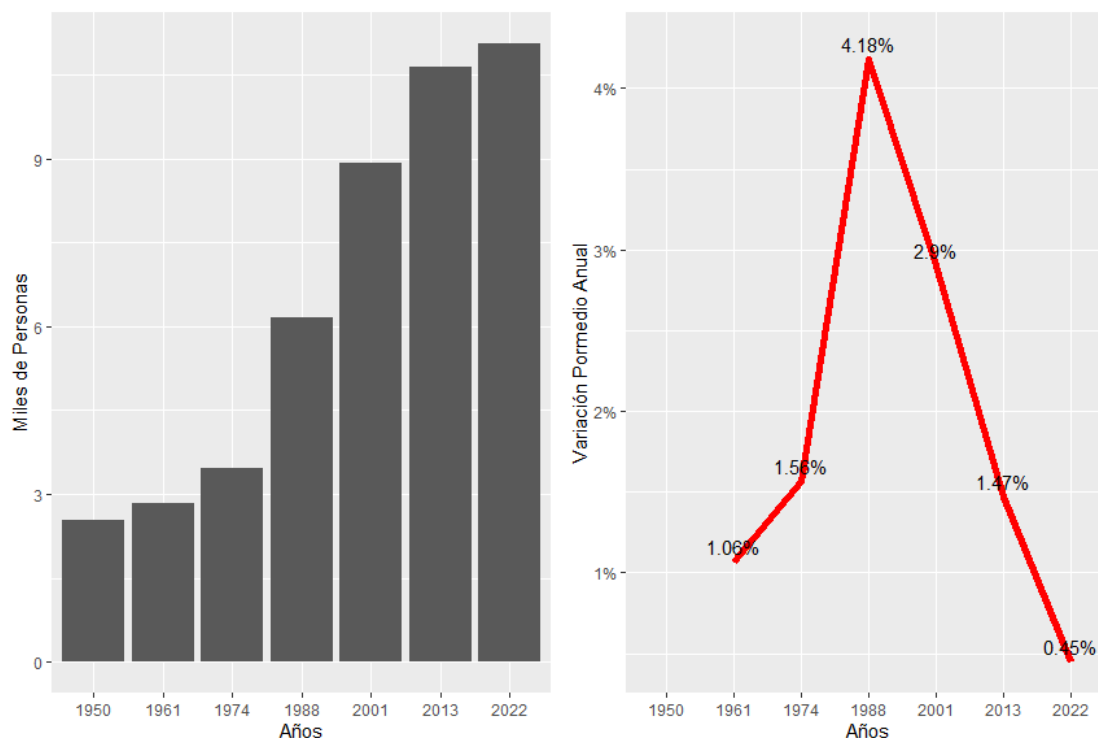 Miles de Personas
9
6
3
0
1950 1961 1974 1988 2001 2013 2022
Años
Variación Pormedio Anual
4%
3%
2%
1%
4.18%
2.9%
1.56%
1.47%
1.06%
0.45%
1950 1961 1974 1988 2001 2013 2022
Años